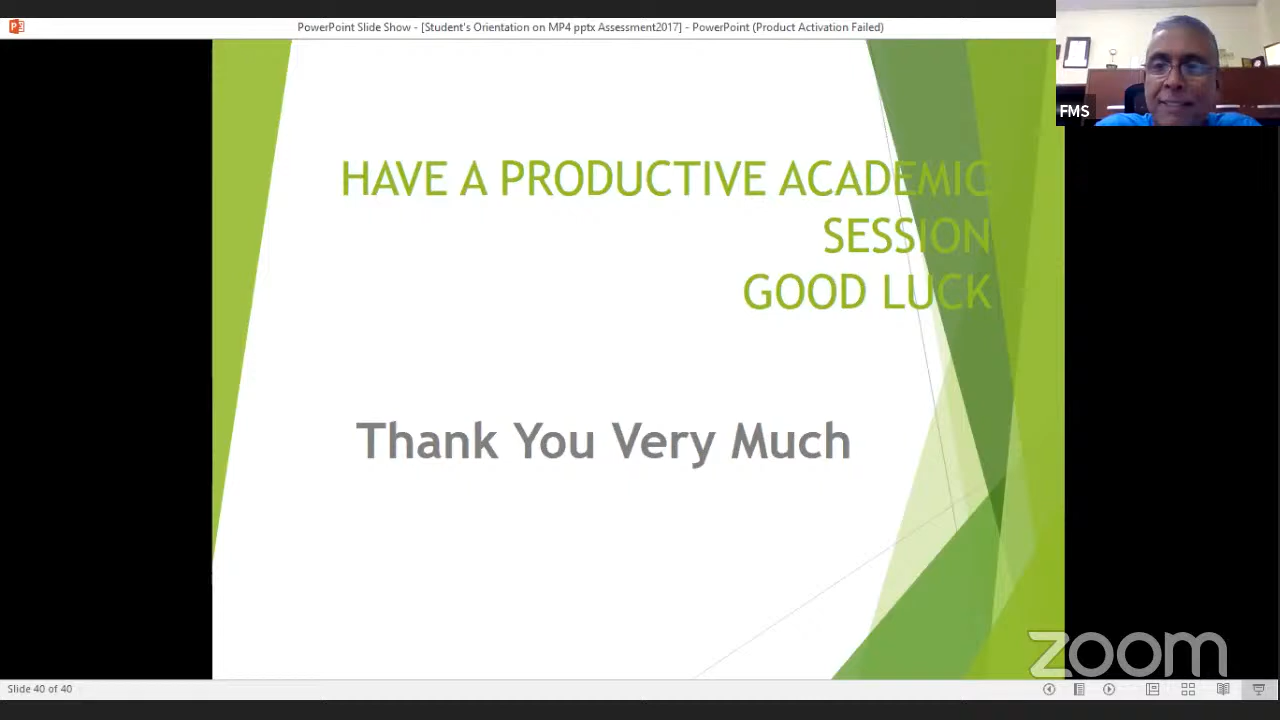 PowerPoint Slide Show - [Student's Orientation on MP4 pptx Assessment2017] - PowerPoint (Product Activation Failed)
FMS
HAVE A PRODUCTIVE ACADEMIC
SESSION
GOOD LUCK
Thank You Very Much
zoom
Slide 40 of 40